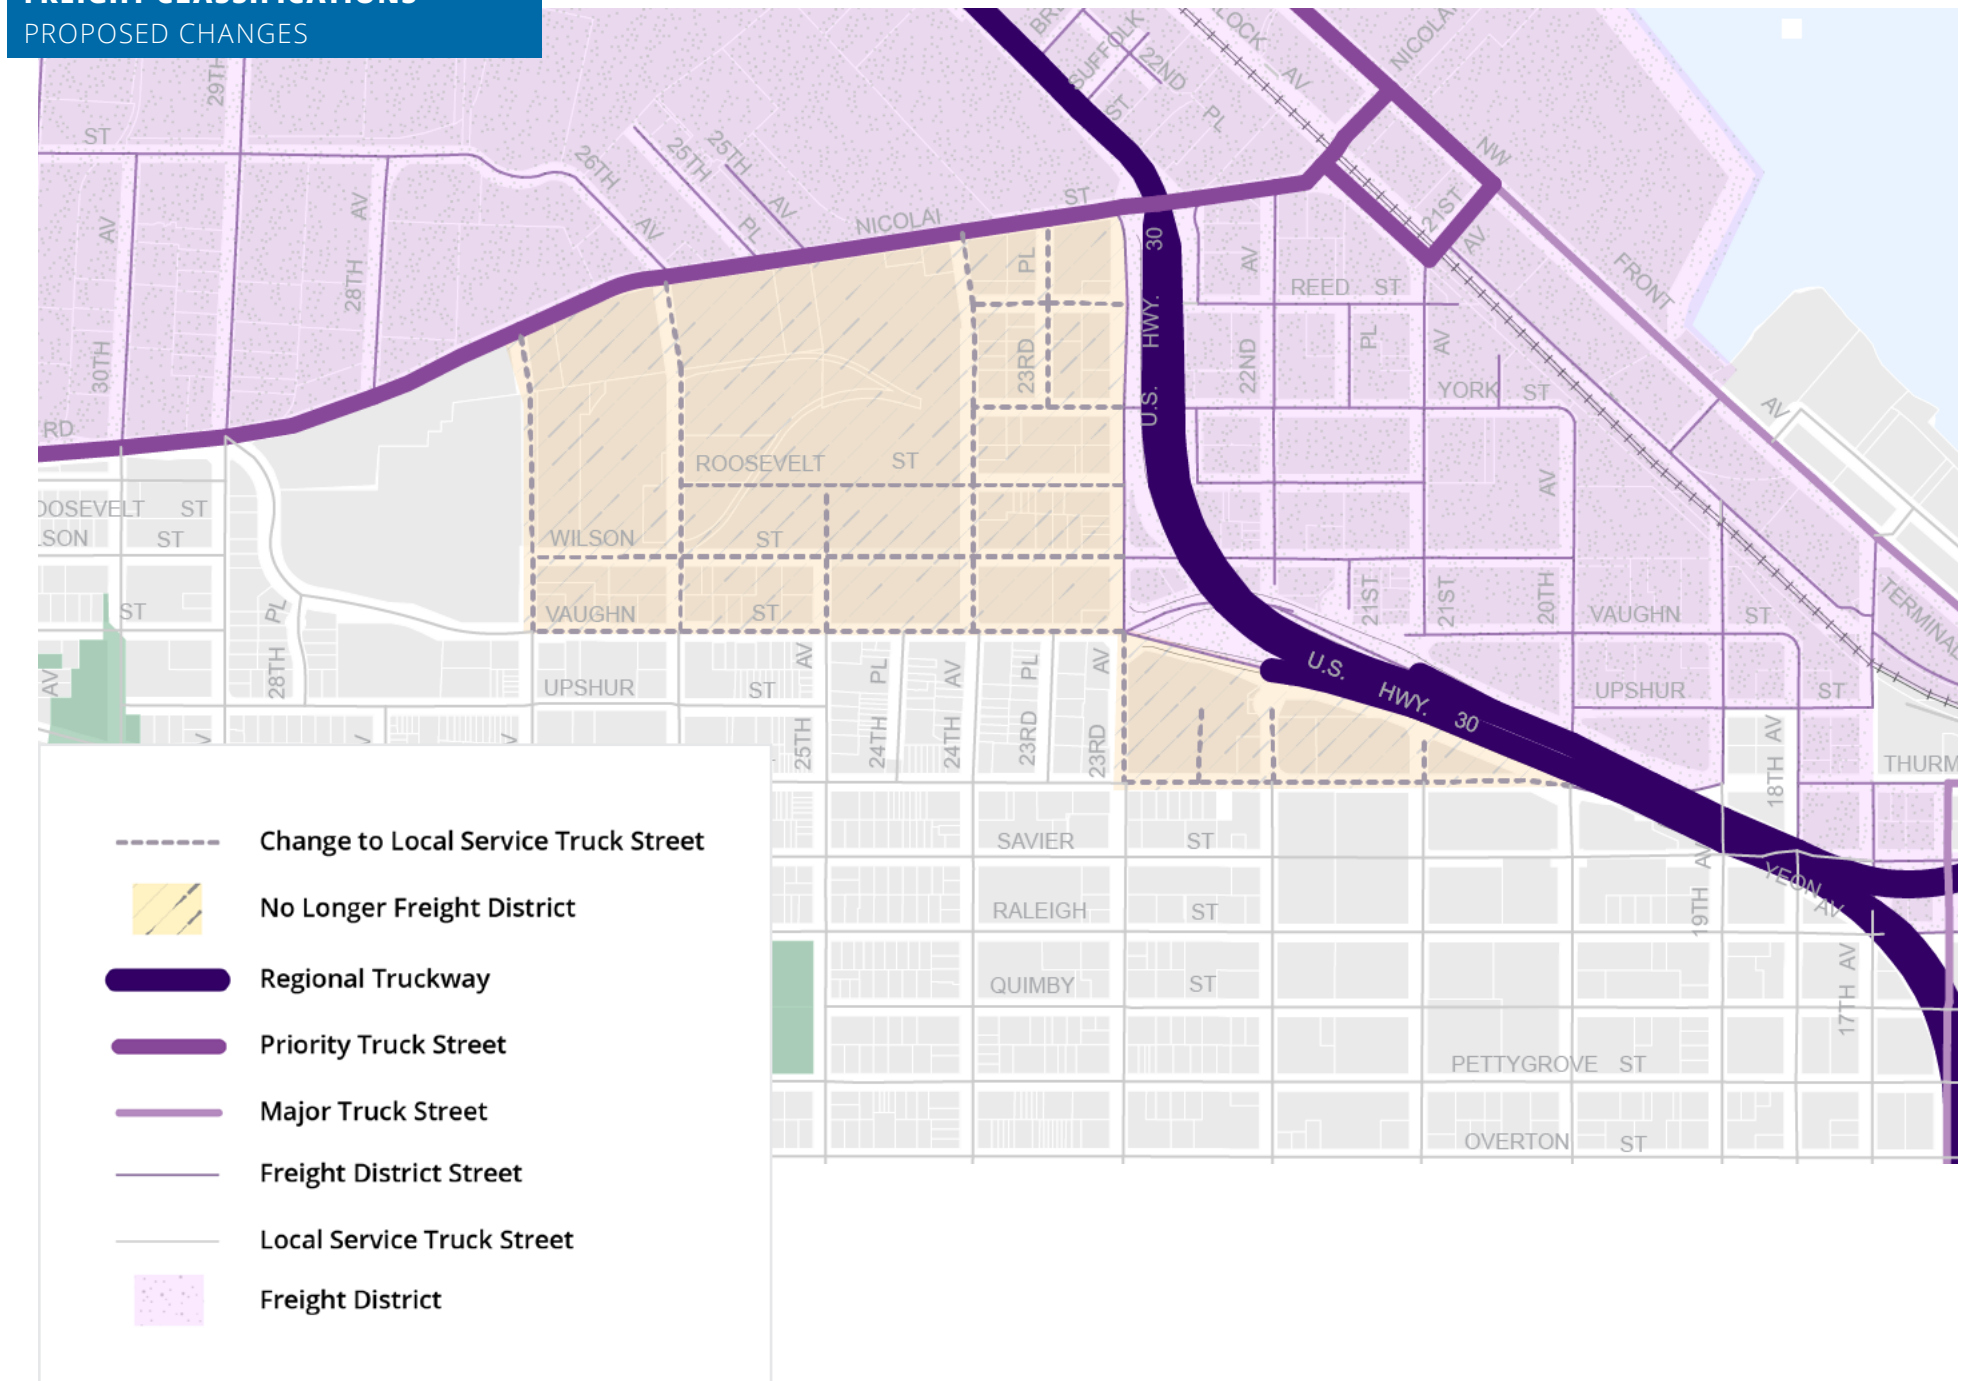 FREIGHT CLASSIFICATIONS
PROPOSED CHANGES
29TH
ST
AV
30TH
AV
28TH
26TH
AV
25TH
PL
25TH
AV
NICOLAI
ST
SUFFOLK
ST
22ND
PL
AV
NICOLAI
NW
FRONT
AV
21ST
AV
30
HWY.
U.S.
PL
23RD
AV
22ND
REED ST
PL
AV
YORK ST
AV
20TH
21ST
21ST
VAUGHN ST
UPSHUR ST
TERMINAL
RD
ROOSEVELT ST
WILSON ST
VAUGHN ST
UPSHUR ST
ST
ST
ST
PL
28TH
AV
AV
25TH
PL
24TH
AV
24TH
PL
23RD
AV
23RD
U.S. HWY. 30
AV
18TH
AV
19TH
YEON AV
AV
17TH
SAVIER ST
RALEIGH ST
QUIMBY ST
PETTYGROVE ST
OVERTON ST
Change to Local Service Truck Street
No Longer Freight District
Regional Truckway
Priority Truck Street
Major Truck Street
Freight District Street
Local Service Truck Street
Freight District